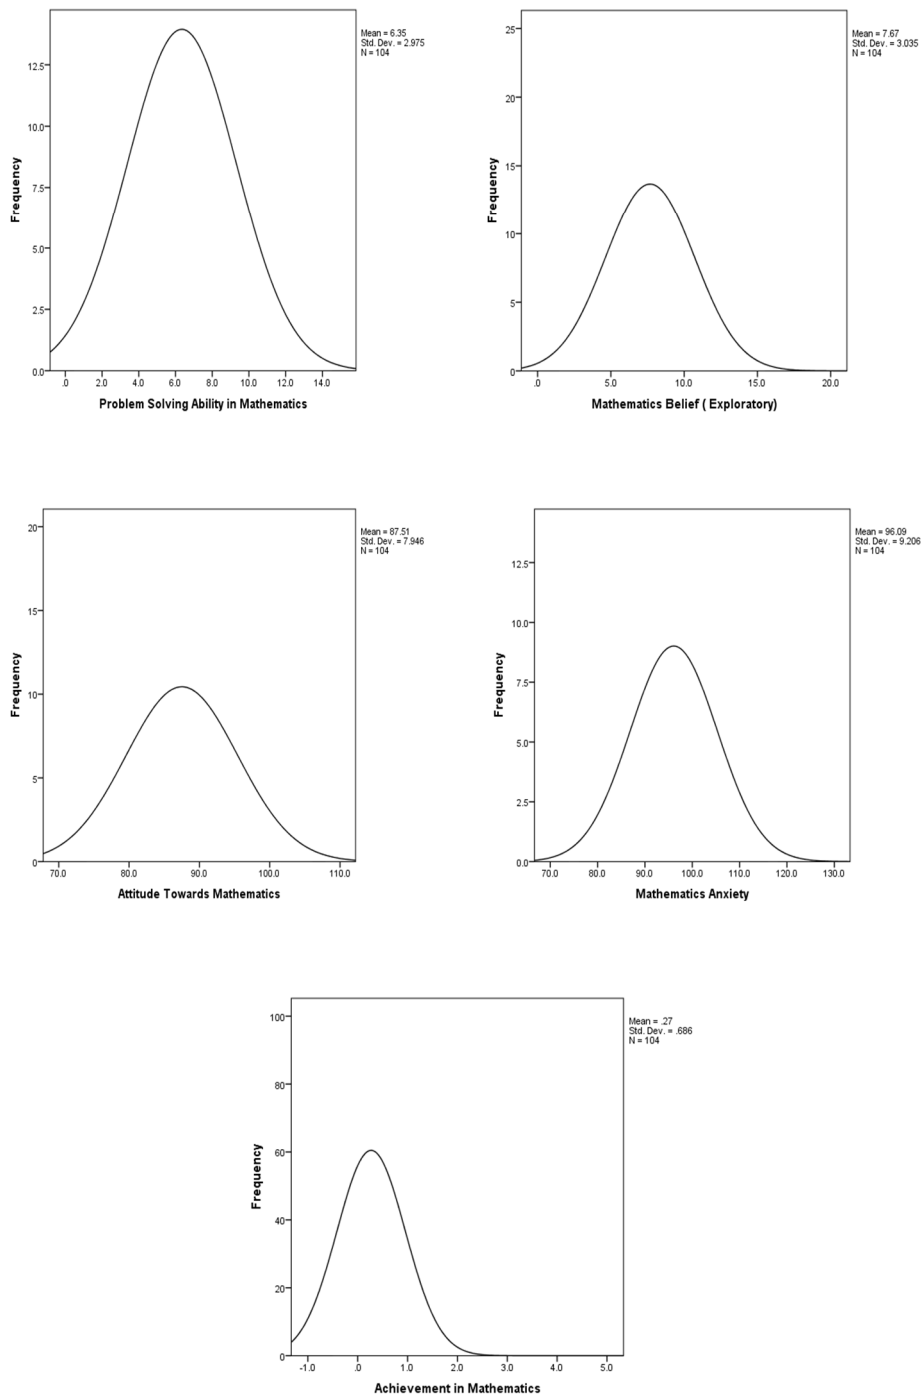 Mean = 6.35
Std. Dev. = 2.975
N = 104
12.5
10.0
7.5
5.0
2.5
0.0
Frequency
.0 2.0 4.0 6.0 8.0 10.0 12.0 14.0
Problem Solving Ability in Mathematics
Mean = 7.67
Std. Dev. = 3.035
N = 104
25
20
15
10
5
0
Frequency
.0 5.0 10.0 15.0 20.0
Mathematics Belief ( Exploratory)
Mean = 87.51
Std. Dev. = 7.946
N = 104
20
15
10
5
0
Frequency
70.0 80.0 90.0 100.0 110.0
Attitude Towards Mathematics
Mean = 96.09
Std. Dev. = 9.206
N = 104
12.5
10.0
7.5
5.0
2.5
0.0
Frequency
70.0 80.0 90.0 100.0 110.0 120.0 130.0
Mathematics Anxiety
Mean = .27
Std. Dev. = .686
N = 104
100
80
60
40
20
0
Frequency
-1.0 .0 1.0 2.0 3.0 4.0 5.0
Achievement in Mathematics